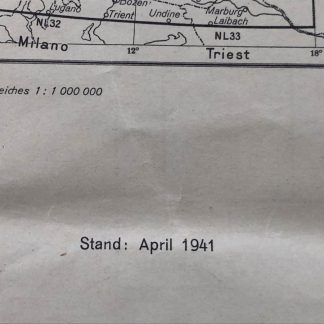 Lugano
Bozen
Trient
Undine
Marburg
Laibach
NL32
NL33
Milano
12°
Triest
18°
eiches 1 : 1 000 000
Stand: April 1941